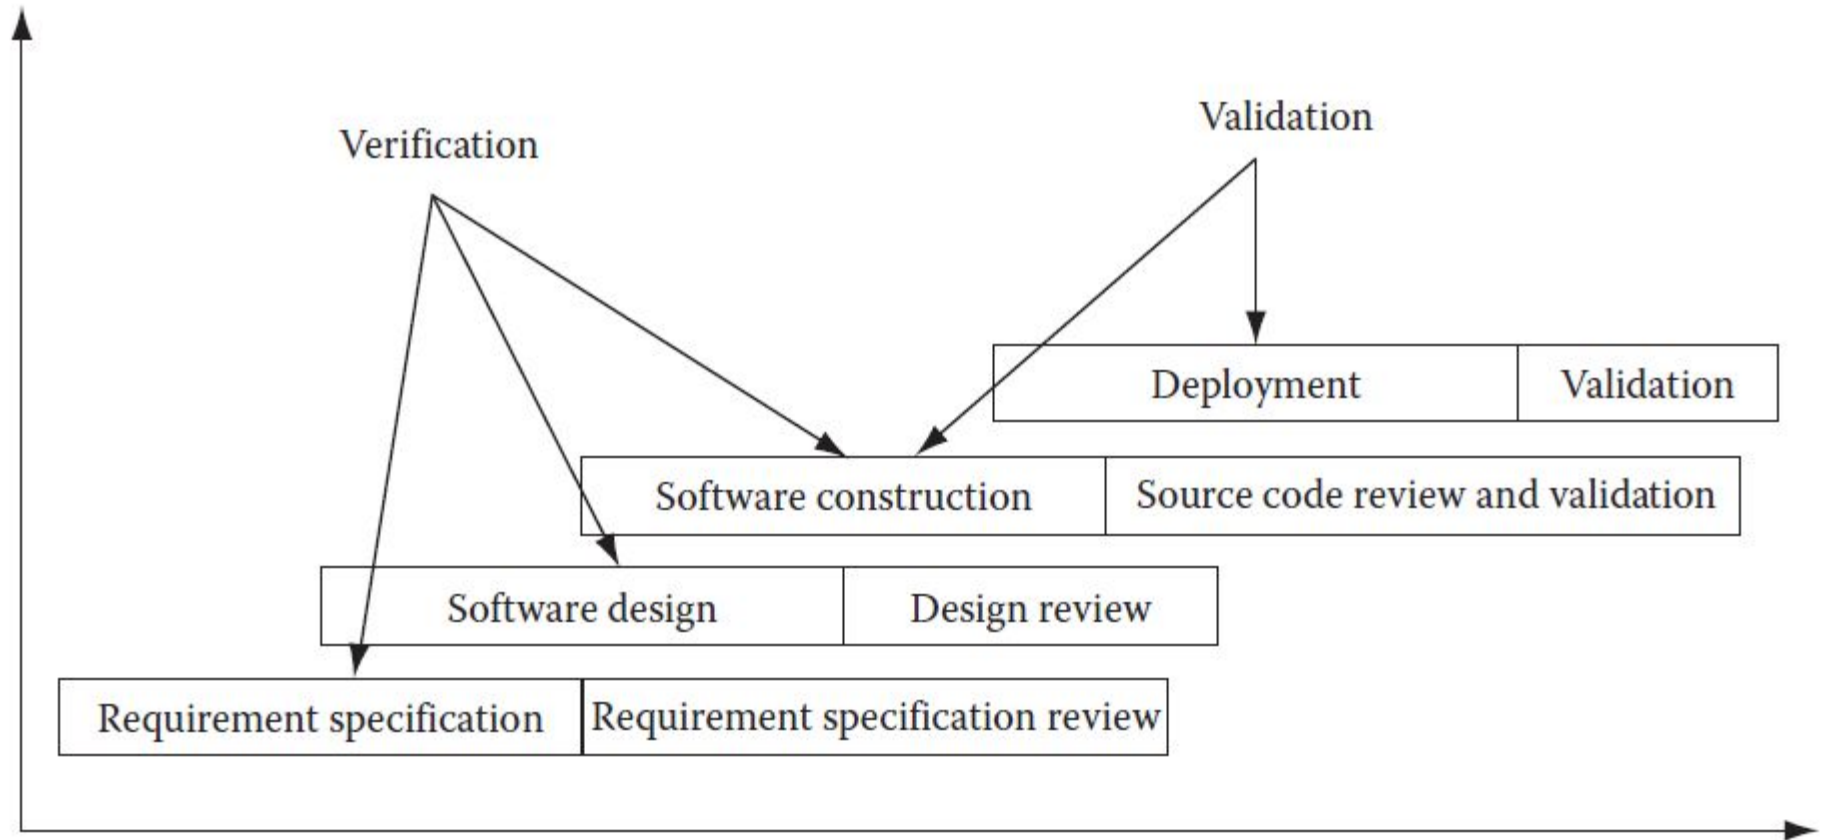 Validation
Verification
Deployment
Validation
Software construction
Source code review and validation
Software design
Design review
Requirement specification
Requirement specification review